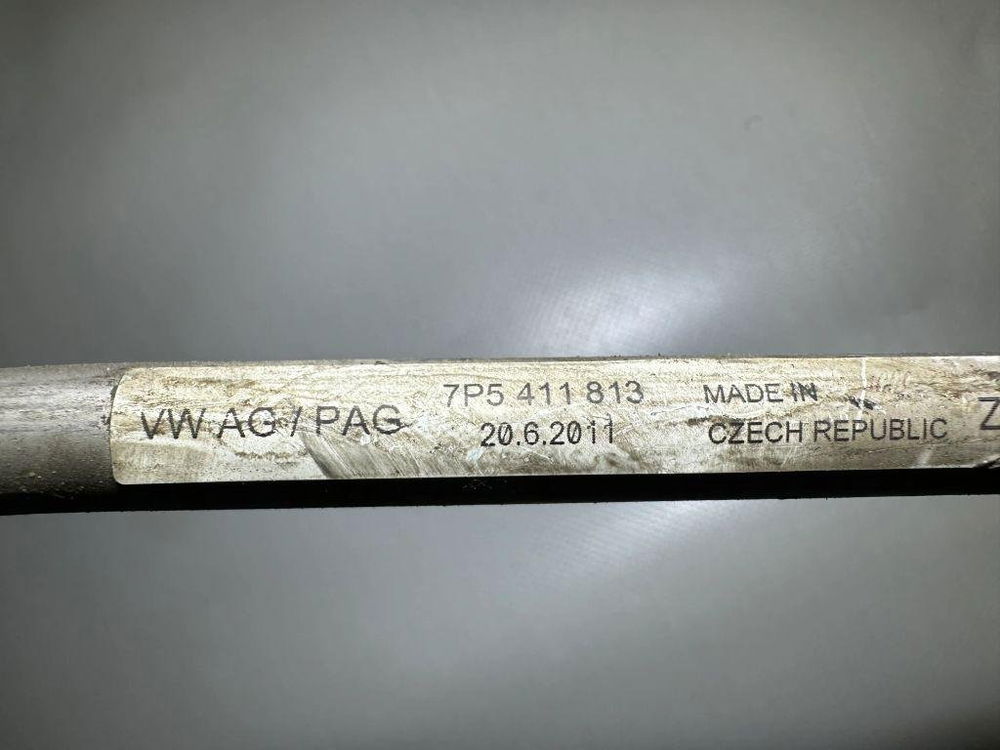 VW AG / PAG
7P5 411 813
20.6.2011
MADE IN
CZECH REPUBLIC
Z